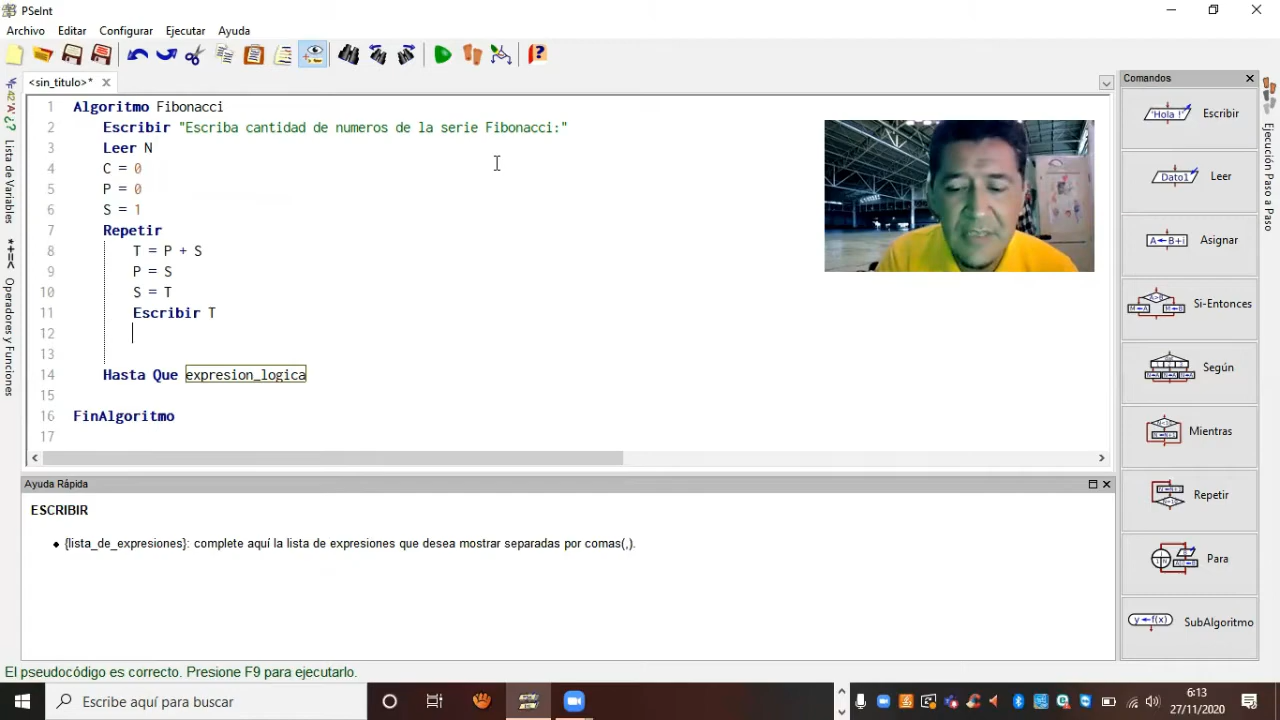 PSeInt
Archivo Editar Configurar Ejecutar Ayuda
<sin_titulo>*
Comandos
1 Algoritmo Fibonacci
2 Escribir "Escriba cantidad de numeros de la serie Fibonacci:"
3 Leer N
4 C = 0
5 P = 0
6 S = 1
7 Repetir
8 T = P + S
9 P = S
10 S = T
11 Escribir T
12
13
14 Hasta Que expresion_logica
15
16 FinAlgoritmo
17
Lista de Variables
*+=< Operadores y Funciones
'Hola !' Escribir
Dato1 Leer
A←B+i Asignar
Si-Entonces
Según
Mientras
Repetir
Para
y←f(x) SubAlgoritmo
Ejecución Paso a Paso
Ayuda Rápida
ESCRIBIR
• {lista_de_expresiones}: complete aquí la lista de expresiones que desea mostrar separadas por comas(,).
El pseudocódigo es correcto. Presione F9 para ejecutarlo.
Escribe aquí para buscar
6:13
27/11/2020